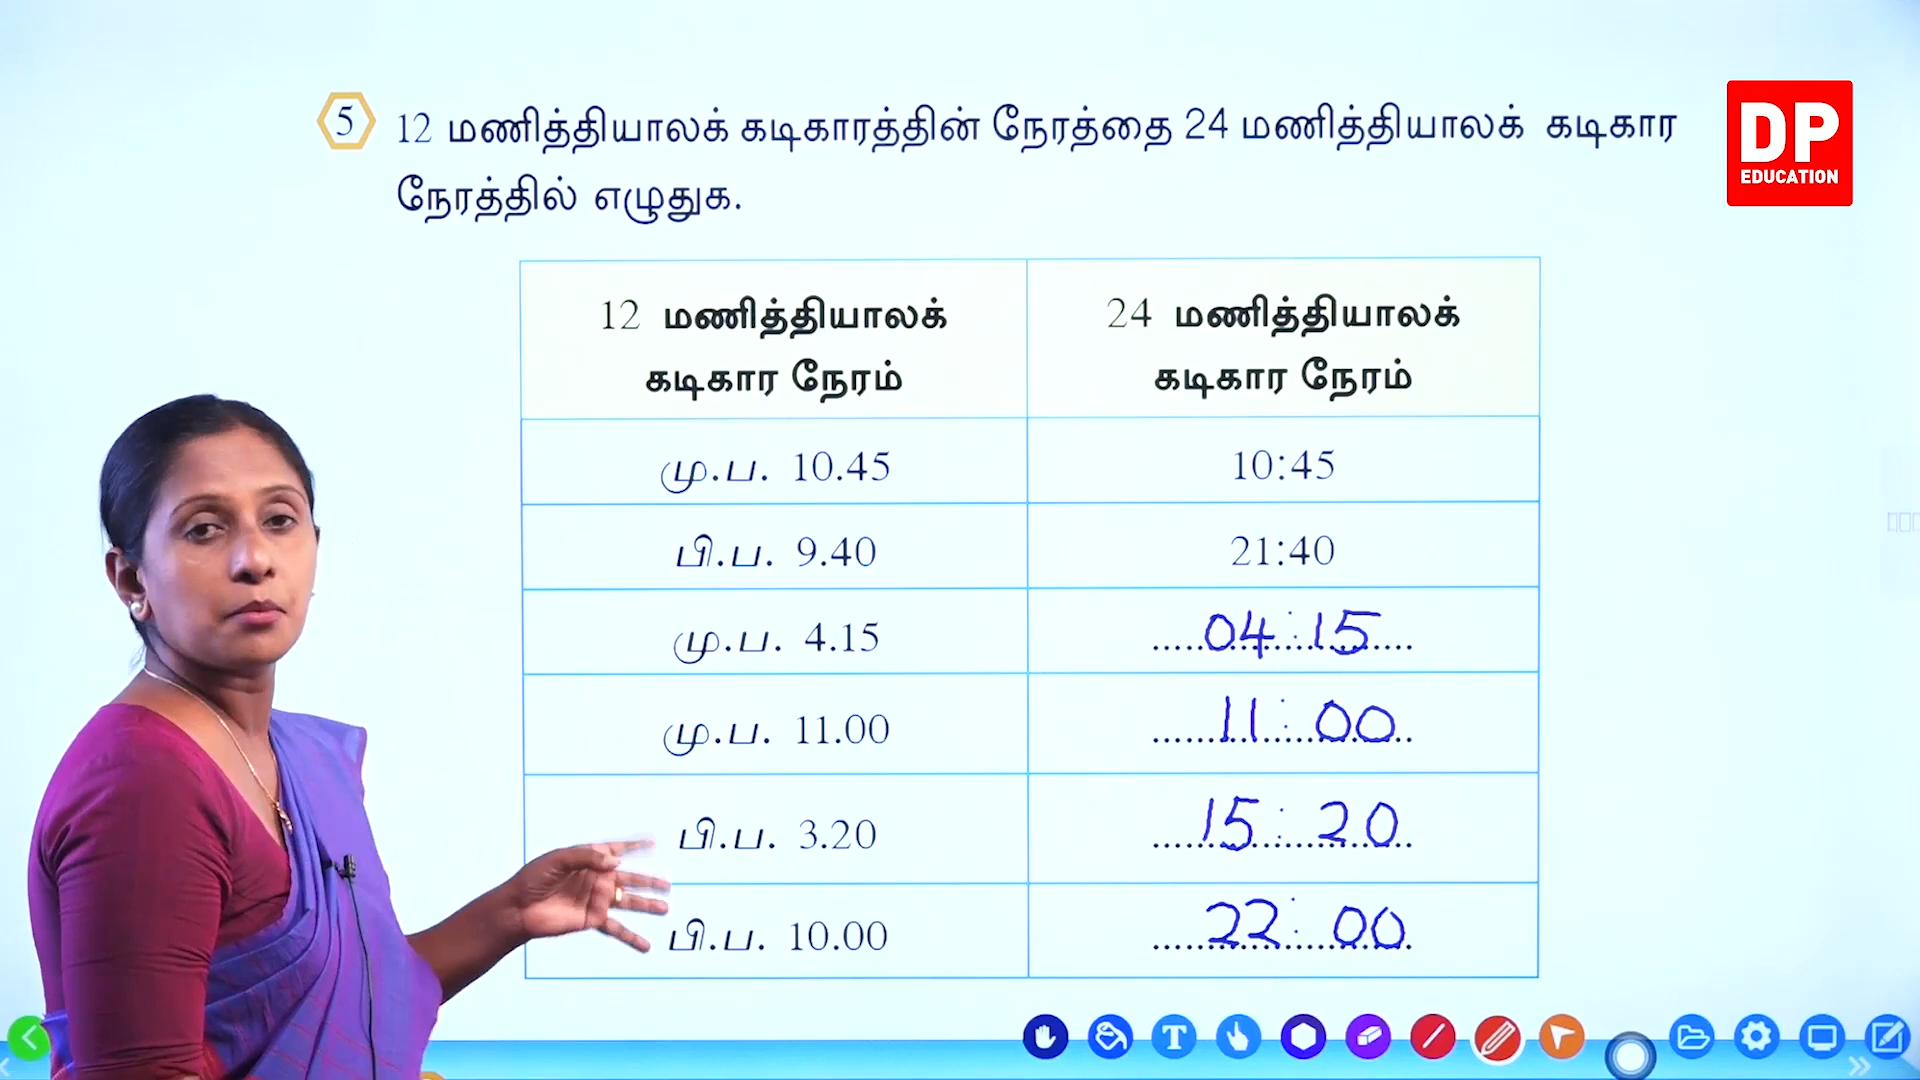 5 12 மணித்தியாலக் கடிகாரத்தின் நேரத்தை 24 மணித்தியாலக் கடிகார
நேரத்தில் எழுதுக.
DP
EDUCATION
12 மணித்தியாலக் கடிகார நேரம்
24 மணித்தியாலக் கடிகார நேரம்
மு.ப. 10.45 10:45
பி.ப. 9.40 21:40
மு.ப. 4.15 04:15
மு.ப. 11.00 11:00
பி.ப. 3.20 15:20
பி.ப. 10.00 22:00
T